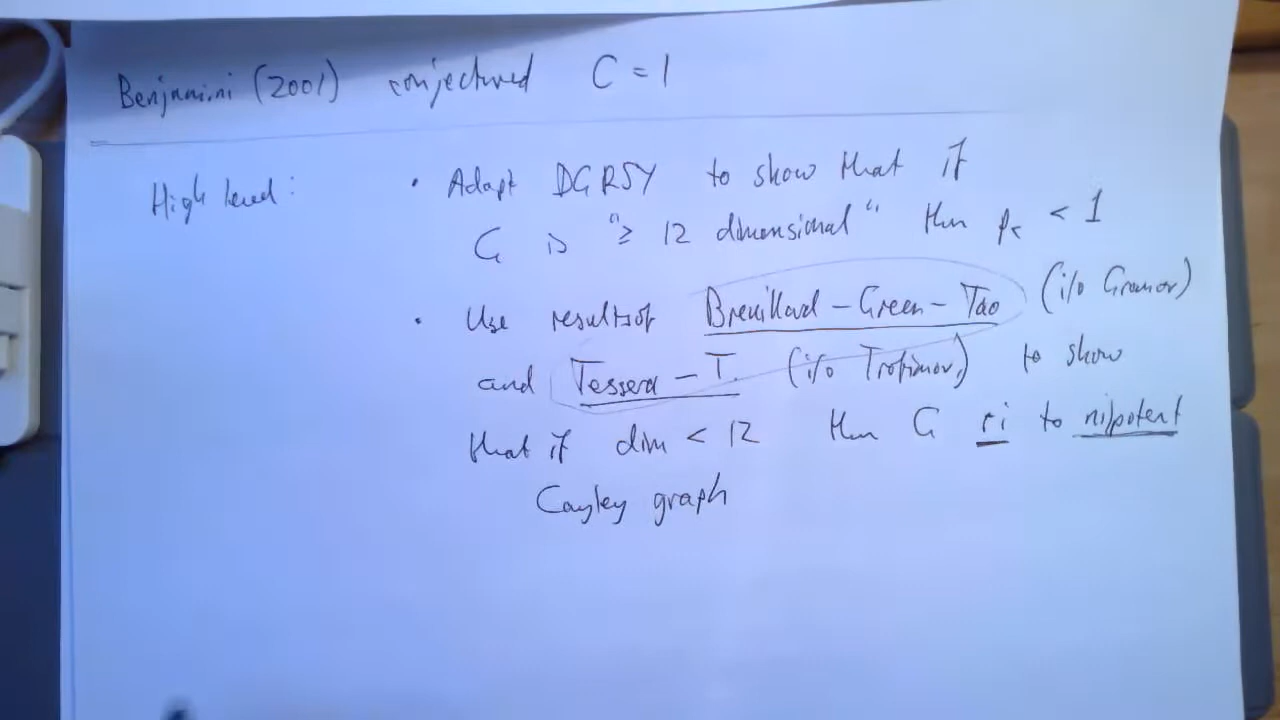 Benjamini (2001) conjectured C = 1
High level: • Adapt DGRSY to show that if
G is "≥ 12 dimensional" then pc < 1
• Use results of Breuillard - Green - Tao (i/o Gromov)
and Tessera - T. (i/o Trofimov) to show
that if dim < 12 then G ri to nilpotent
Cayley graph